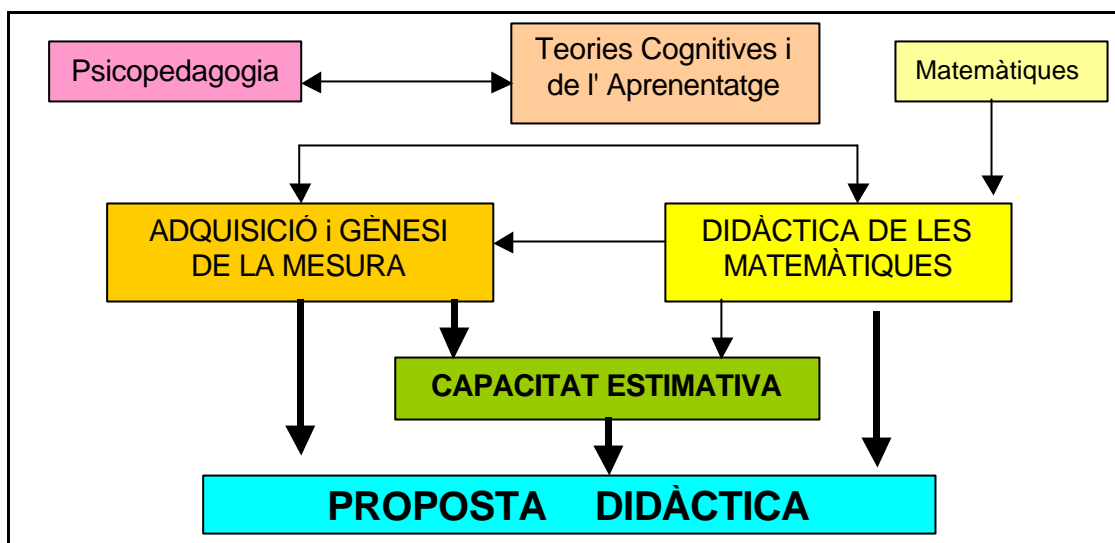 Psicopedagogia
Teories Cognitives i
de l' Aprenentatge
Matemàtiques
ADQUISICIÓ i GÈNESI
DE LA MESURA
DIDÀCTICA DE LES
MATEMÀTIQUES
CAPACITAT ESTIMATIVA
PROPOSTA DIDÀCTICA